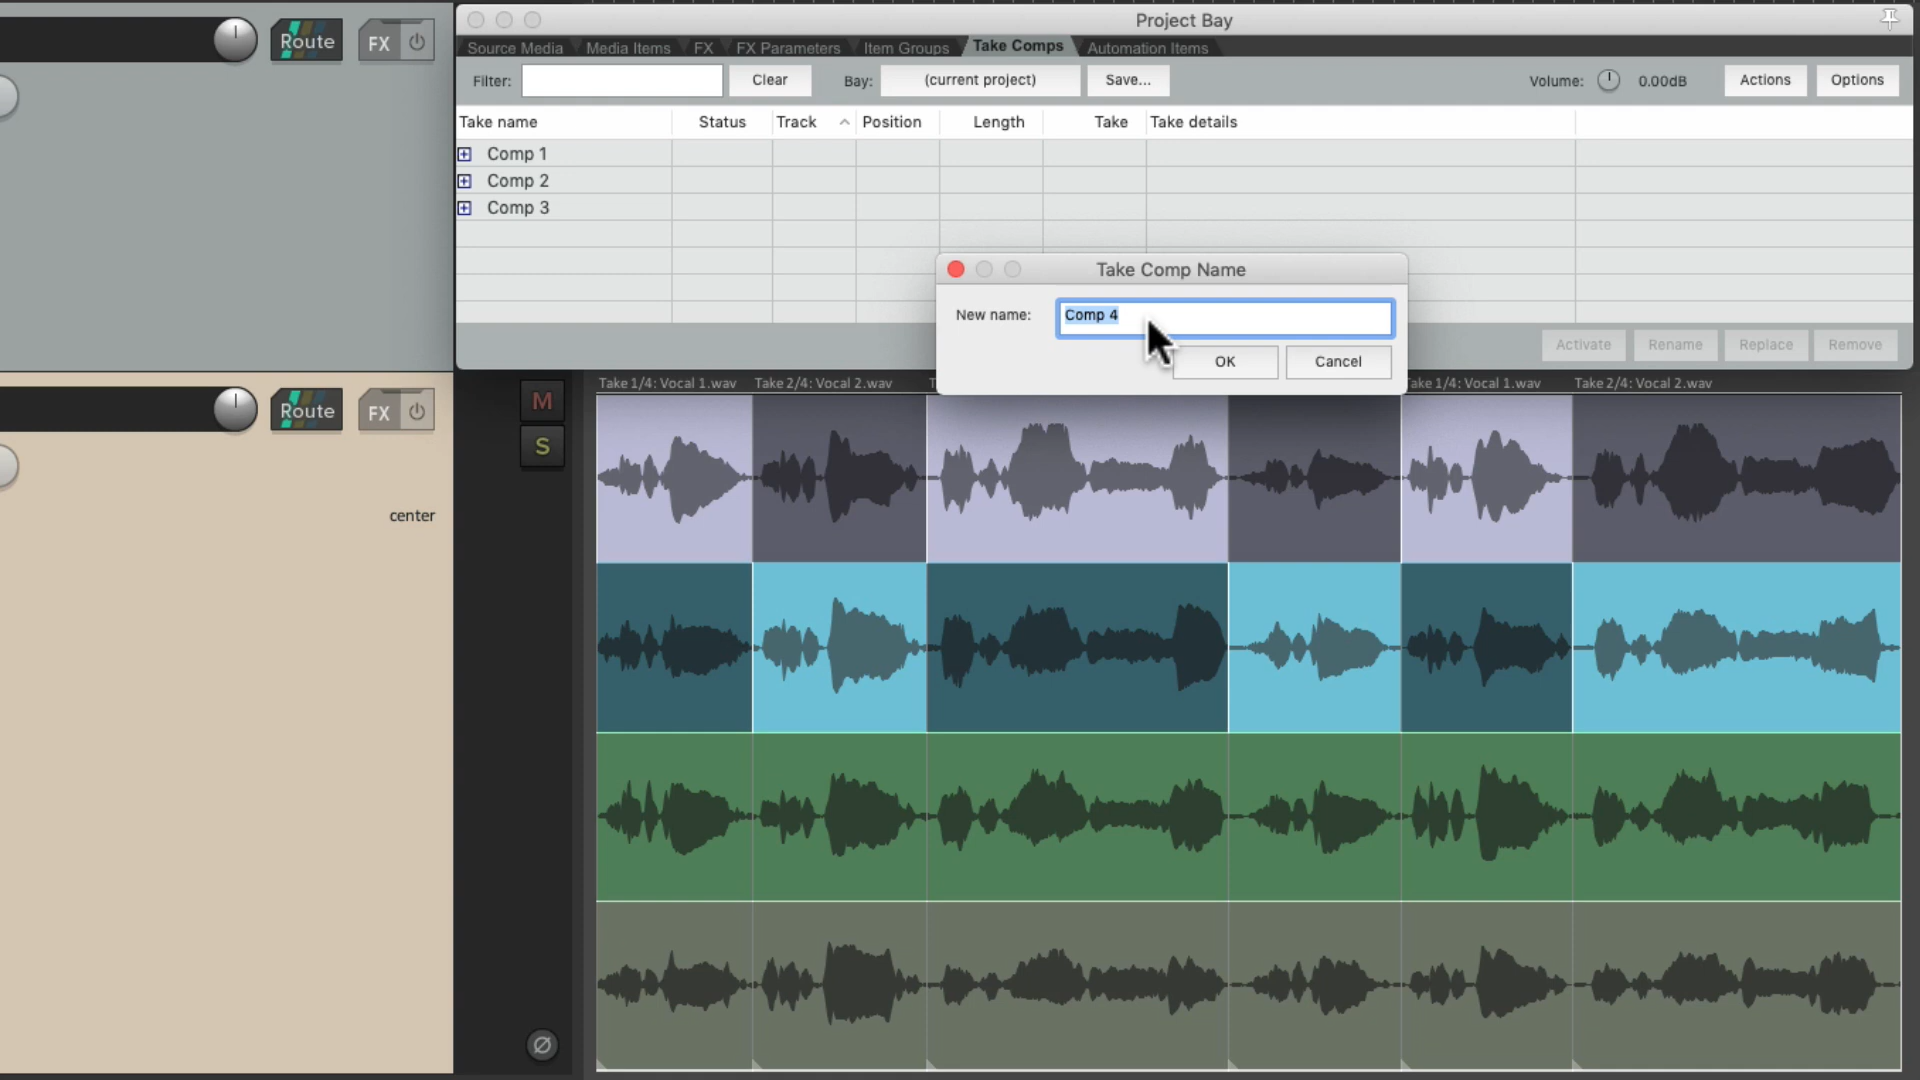 Project Bay
Route FX
Source Media Media Items FX FX Parameters Item Groups Take Comps Automation Items
Filter: Clear Bay: (current project) Save... Volume: 0.00dB Actions Options
Take name Status Track Position Length Take Take details
Comp 1
Comp 2
Comp 3
Take Comp Name
New name: Comp 4
OK Cancel
Activate Rename Replace Remove
Take 1/4: Vocal 1.wav Take 2/4: Vocal 2.wav Take 1/4: Vocal 1.wav Take 2/4: Vocal 2.wav
Route FX
M
S
center